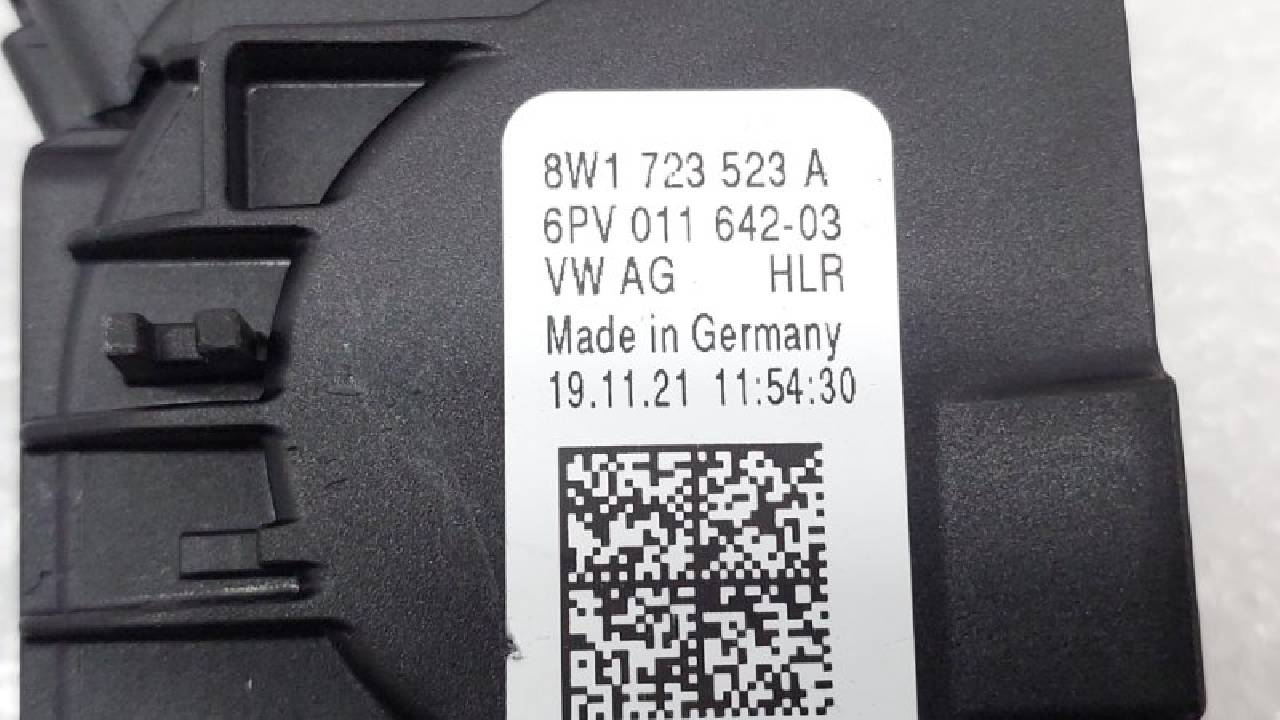 8W1 723 523 A
6PV 011 642-03
VW AG HLR
Made in Germany
19.11.21 11:54:30